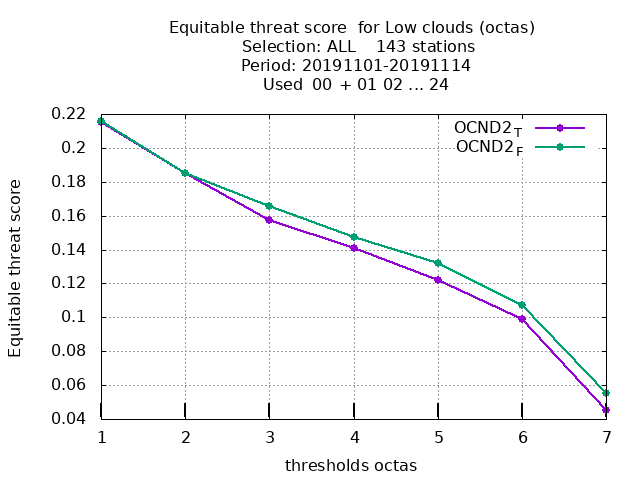 Equitable threat score  for Low clouds (octas)
Selection: ALL    143 stations
Period: 20191101-20191114
Used  00 + 01 02 ... 24
OCND2T
OCND2F
Equitable threat score
0.22
0.2
0.18
0.16
0.14
0.12
0.1
0.08
0.06
0.04
1 2 3 4 5 6 7
thresholds octas